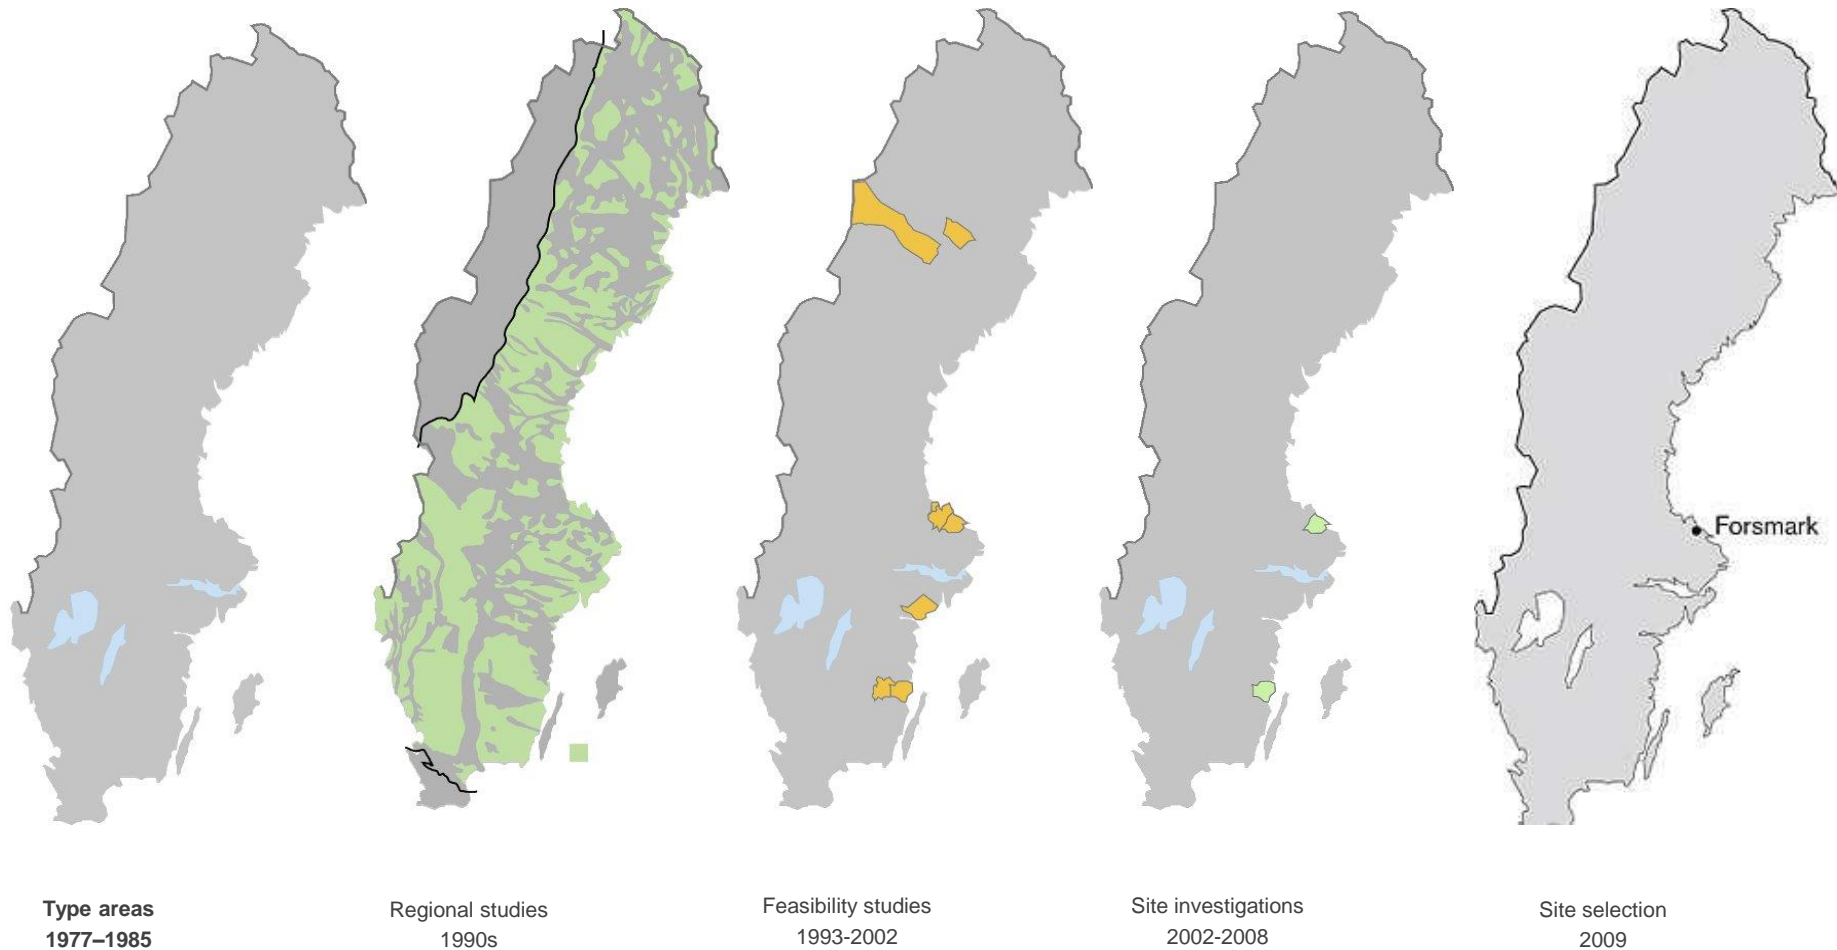 Forsmark
Type areas
1977–1985
Regional studies
1990s
Feasibility studies
1993-2002
Site investigations
2002-2008
Site selection
2009